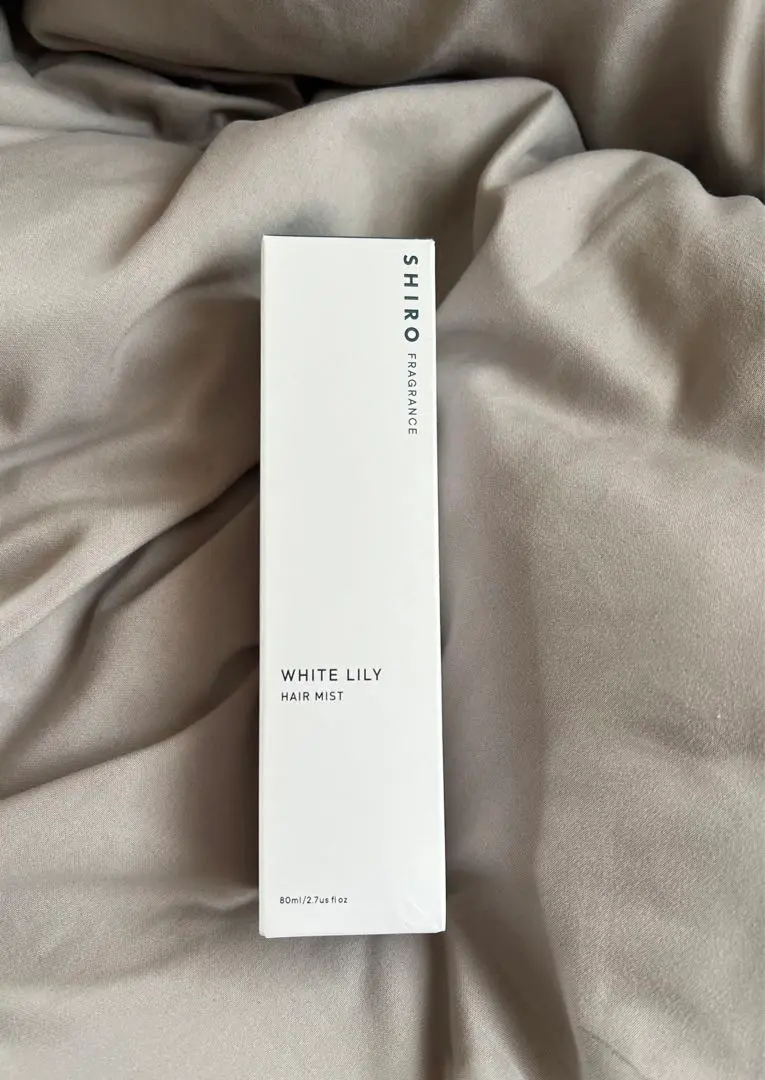 SHIRO FRAGRANCE
WHITE LILY
HAIR MIST
80ml/2.7us fl oz